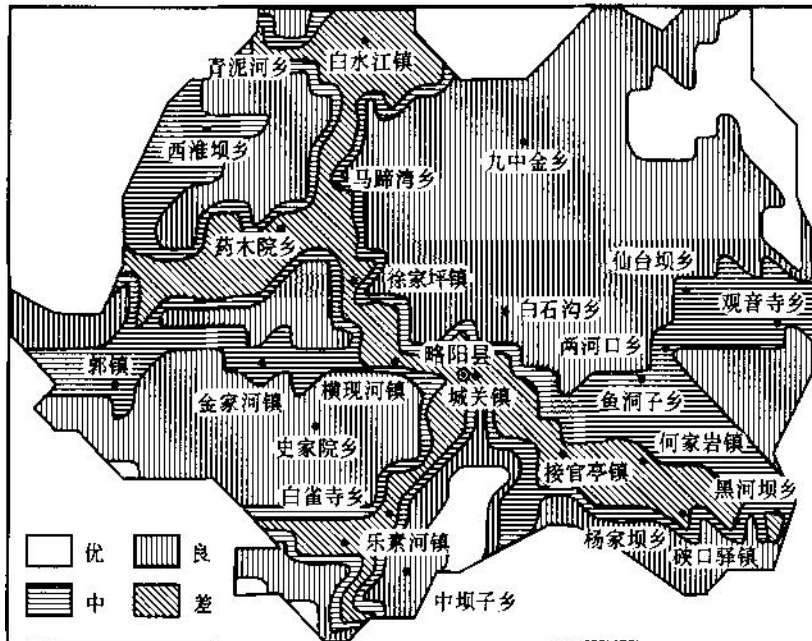 青泥河乡
白水江镇
西淮坝乡
九中金乡
马蹄湾乡
药木院乡
仙台坝乡
徐家坪镇
观音寺乡
白石沟乡
两河口乡
略阳县
郭镇
金家河镇
横现河镇
城关镇
鱼洞子乡
史家院乡
何家岩镇
接官亭镇
白雀寺乡
黑河坝乡
乐素河镇
杨家坝乡
硖口驿镇
中坝子乡
优
良
中
差